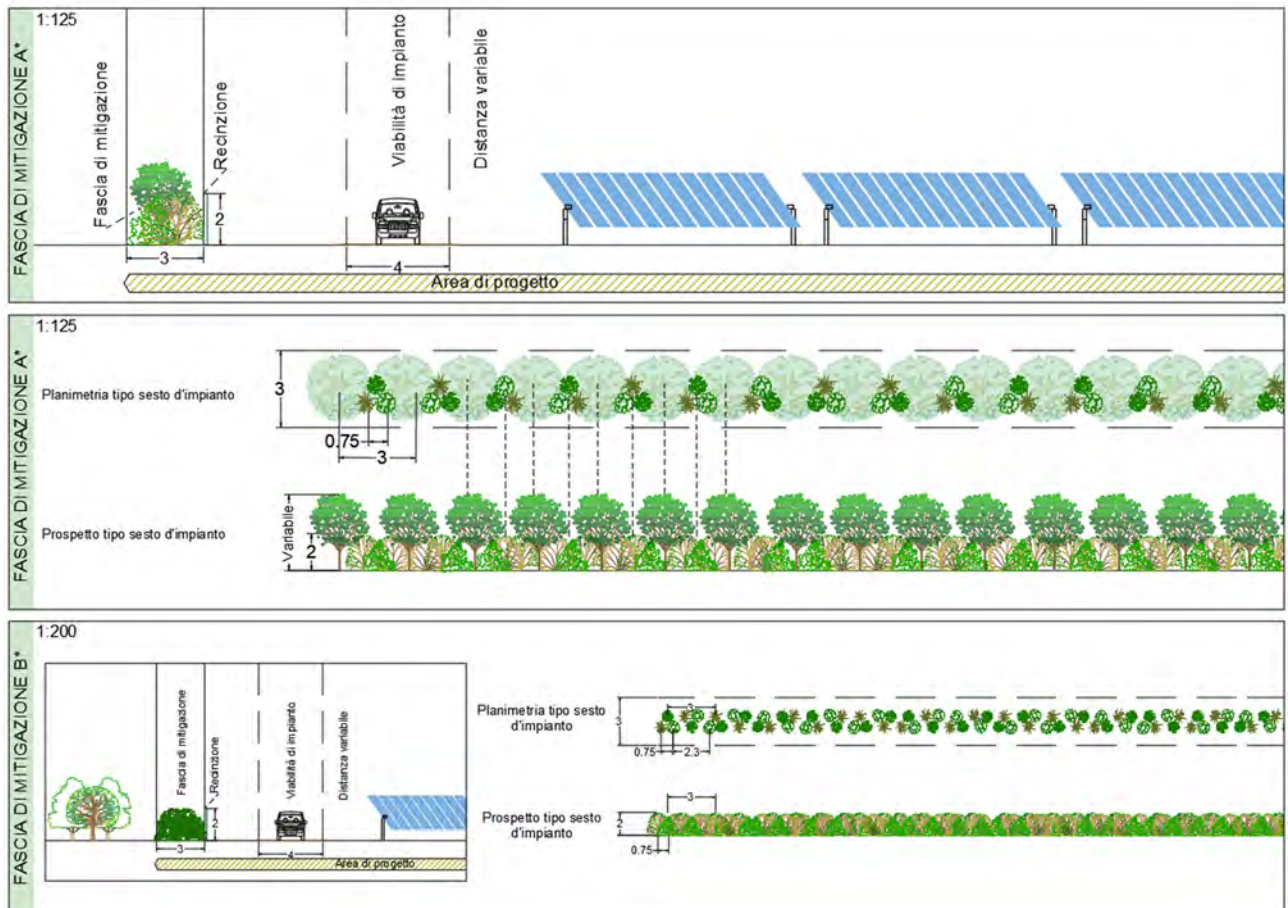 FASCIA DI MITIGAZIONE A*
1:125
Fascia di mitigazione
Recinzione
Viabilità di impianto
Distanza variabile
2
3
4
Area di progetto
FASCIA DI MITIGAZIONE A*
1:125
Planimetria tipo sesto d'impianto
3
0.75
3
Prospetto tipo sesto d'impianto
Variabile
2
FASCIA DI MITIGAZIONE B*
1:200
Fascia di mitigazione
Recinzione
Viabilità di impianto
Distanza variabile
2
3
4
Area di progetto
Planimetria tipo sesto
d'impianto
3
3
0.75
2.3
Prospetto tipo sesto
d'impianto
3
2
0.75